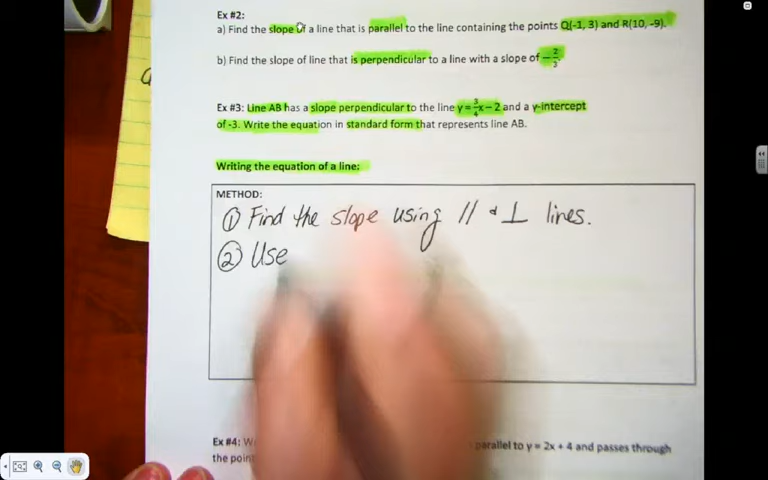 Ex #2:
a) Find the slope of a line that is parallel to the line containing the points Q(-1, 3) and R(10, -9).
b) Find the slope of line that is perpendicular to a line with a slope of -2/3.
Ex #3: Line AB has a slope perpendicular to the line y = 3/4x - 2 and a y-intercept
of -3. Write the equation in standard form that represents line AB.
Writing the equation of a line:
METHOD:
① Find the slope using // & ⊥ lines.
② Use
Ex #4: parallel to y = 2x + 4 and passes through
the